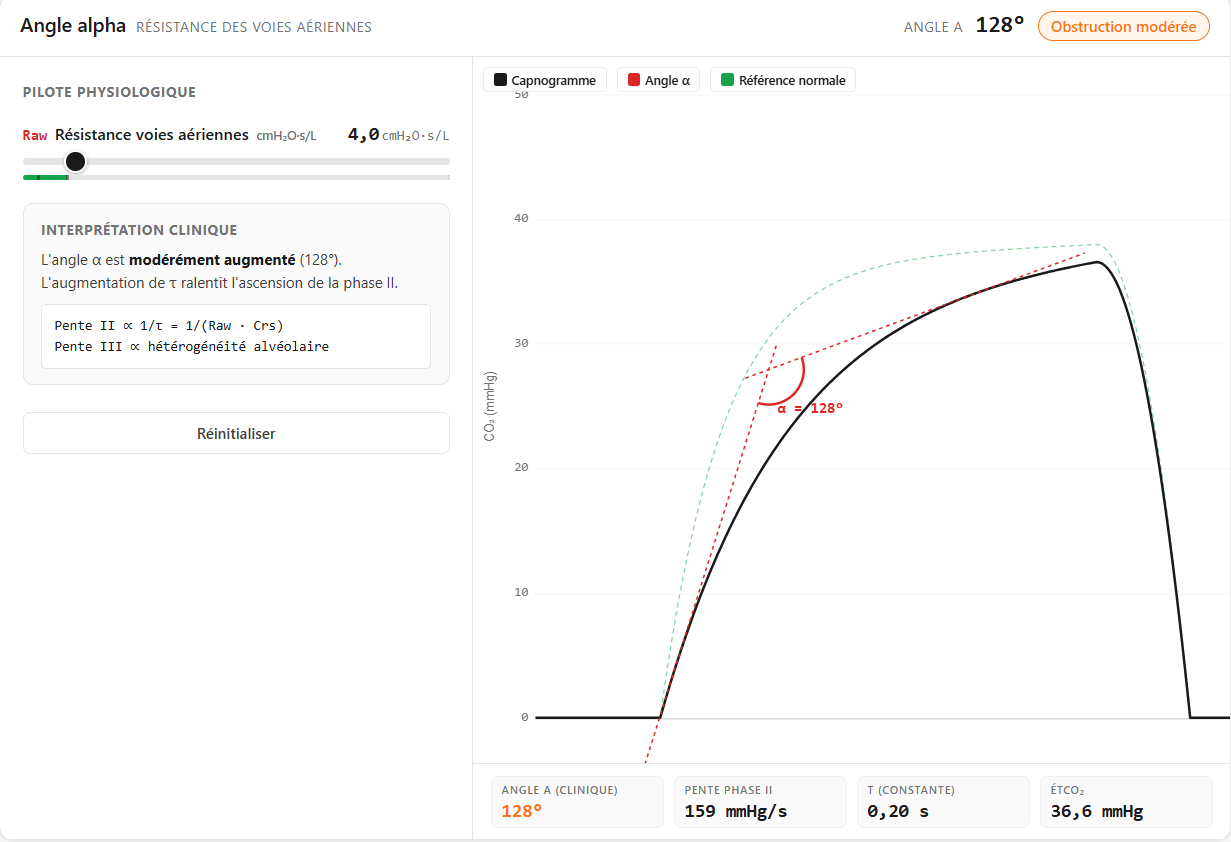 Angle alpha RÉSISTANCE DES VOIES AÉRIENNES
ANGLE Α 128° Obstruction modérée
PILOTE PHYSIOLOGIQUE
Raw Résistance voies aériennes cmH₂O·s/L 4,0 cmH₂O·s/L
INTERPRÉTATION CLINIQUE
L'angle α est modérément augmenté (128°).
L'augmentation de τ ralentit l'ascension de la phase II.
Pente II ∝ 1/τ = 1/(Raw · Crs)
Pente III ∝ hétérogénéité alvéolaire
Réinitialiser
Capnogramme Angle α Référence normale
50
40
30
20
10
0
CO₂ (mmHg)
α = 128°
ANGLE Α (CLINIQUE)
128°
PENTE PHASE II
159 mmHg/s
Τ (CONSTANTE)
0,20 s
ÉTCO₂
36,6 mmHg